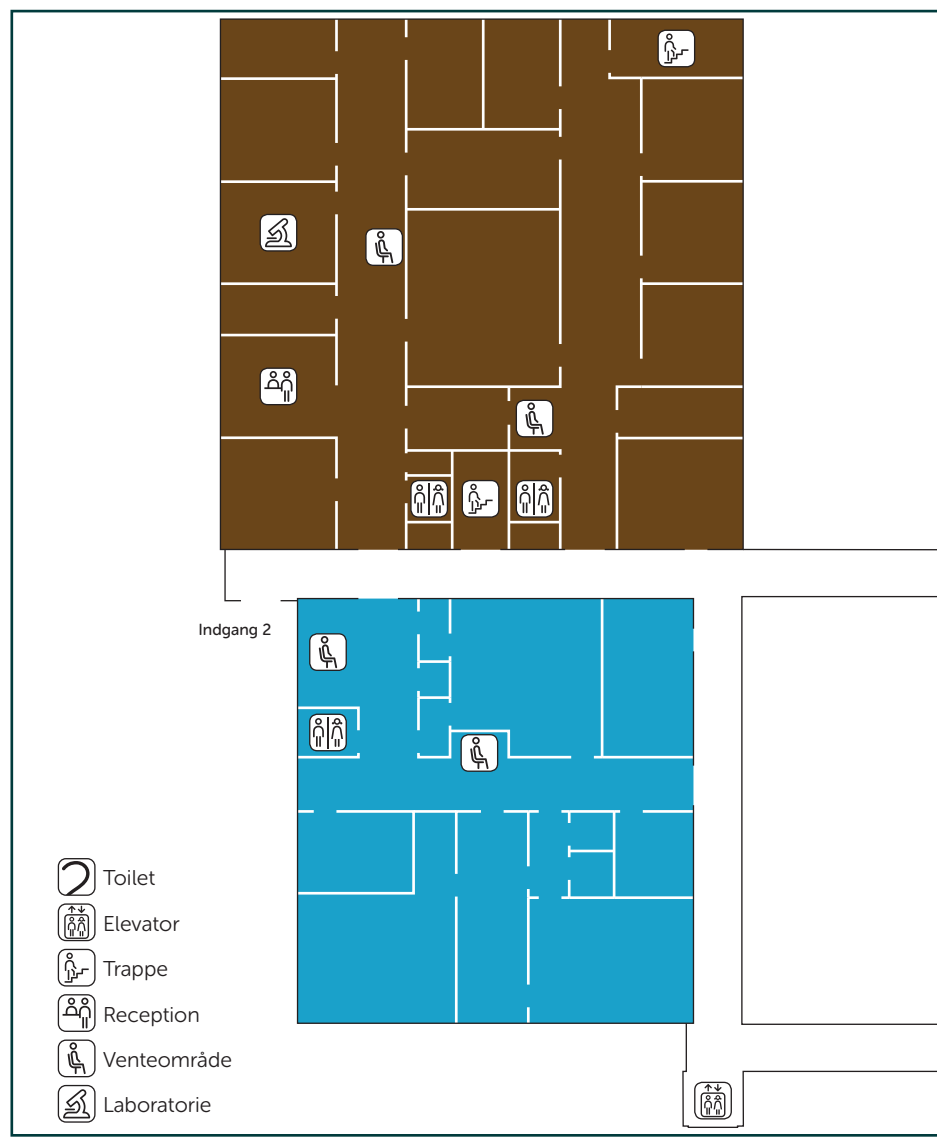 Indgang 2
Toilet
Elevator
Trappe
Reception
Venteområde
Laboratorie